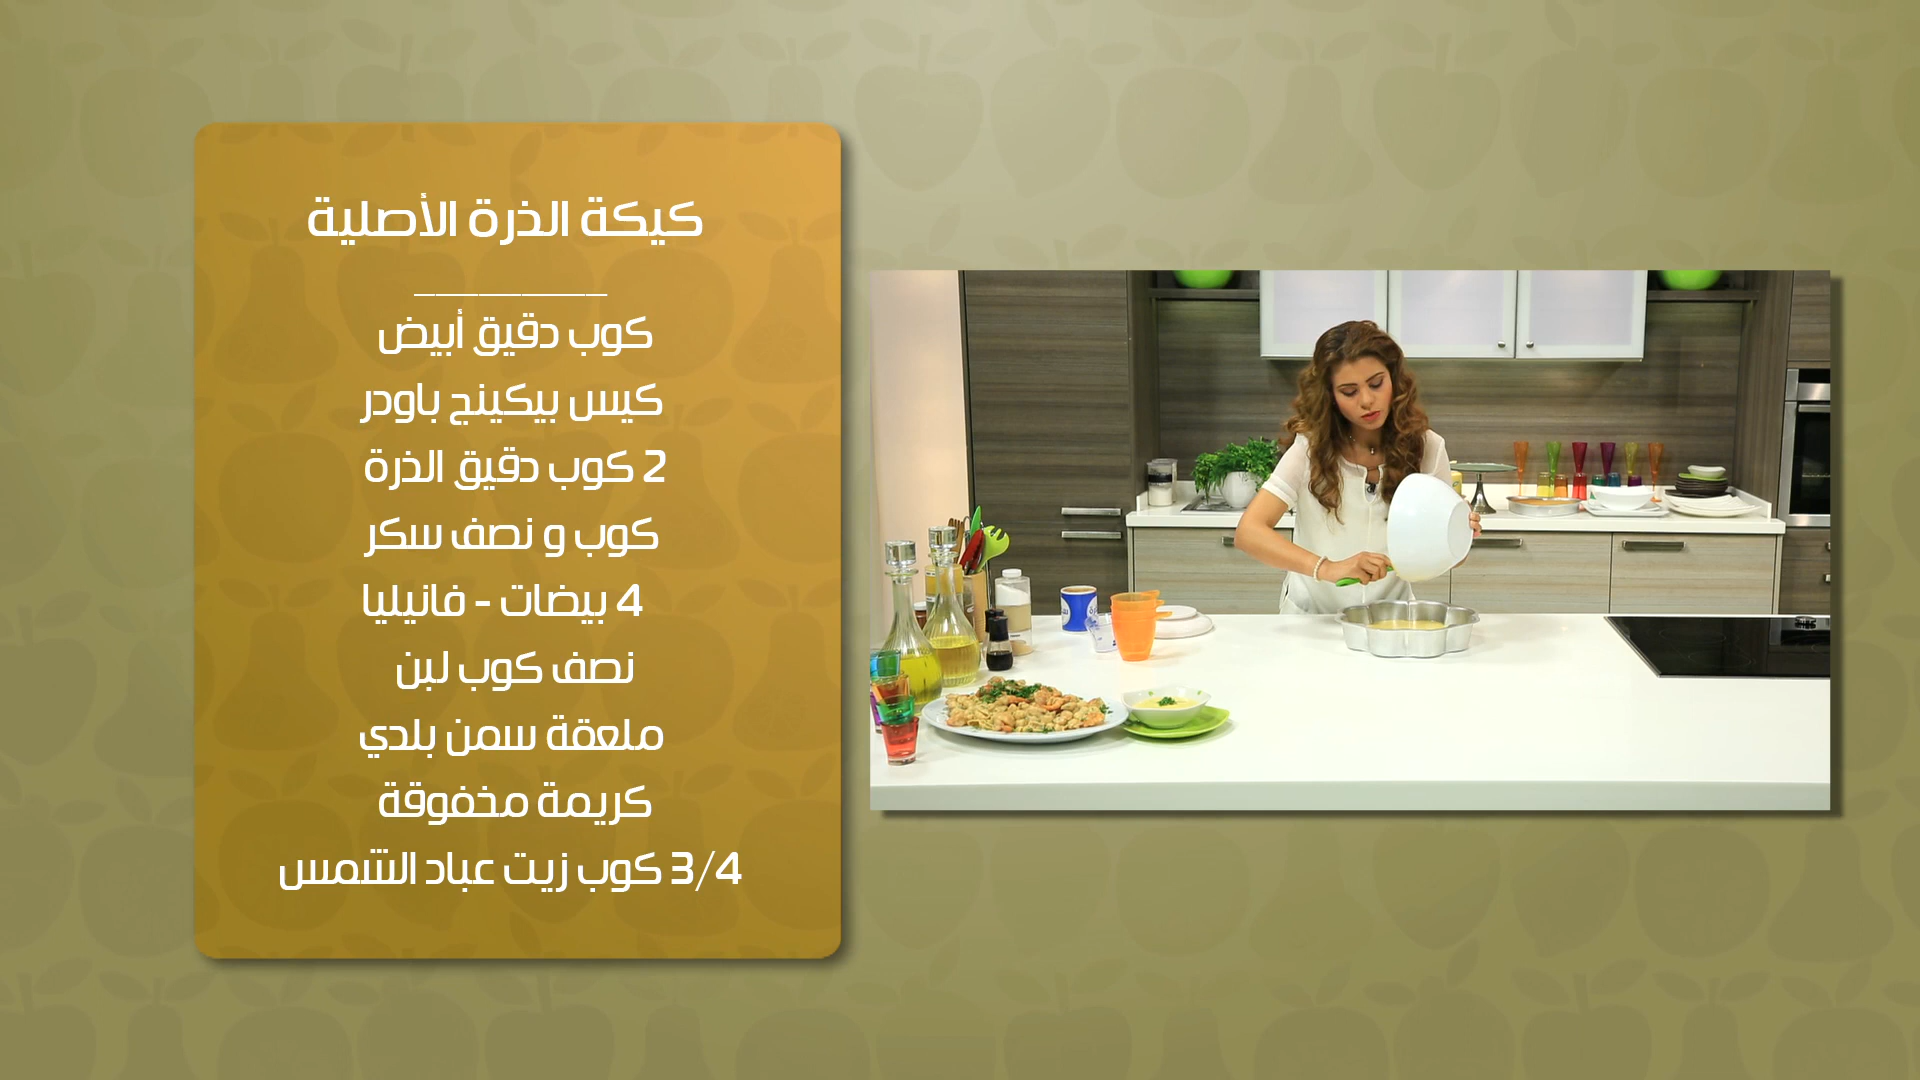 كيكة الذرة الأصلية
كوب دقيق أبيض
كيس بيكينج باودر
2 كوب دقيق الذرة
كوب و نصف سكر
4 بيضات - فانيليا
نصف كوب لبن
ملعقة سمن بلدي
كريمة مخفوقة
3/4 كوب زيت عباد الشمس